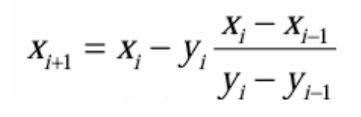 x_{i+1} = x_i - y_i \frac{x_i - x_{i-1}}{y_i - y_{i-1}}